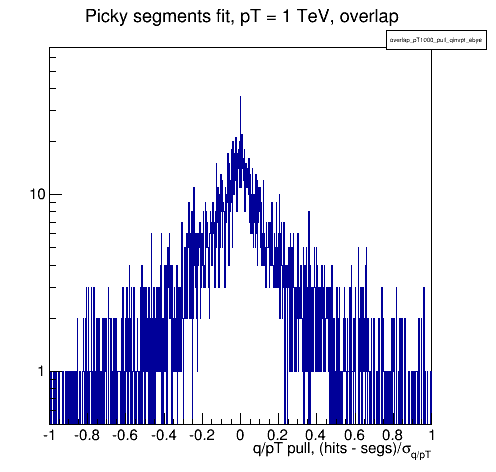 Picky segments fit, pT = 1 TeV, overlap
overlap_pT1000_pull_qinvpt_abye
10
1
-1 -0.8 -0.6 -0.4 -0.2 0 0.2 0.4 0.6 0.8 1
q/pT pull, (hits - segs)/σq/pT